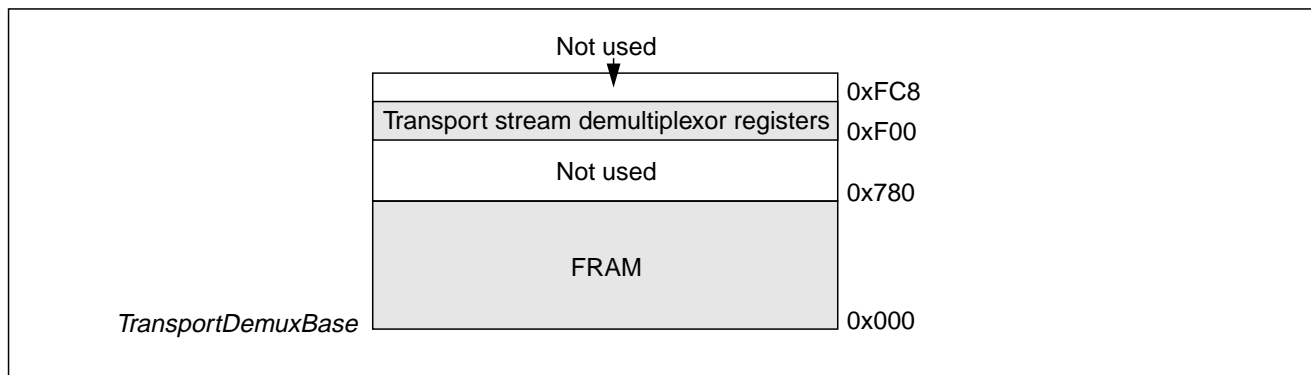 Not used
0xFC8
Transport stream demultiplexor registers
0xF00
Not used
0x780
FRAM
TransportDemuxBase
0x000